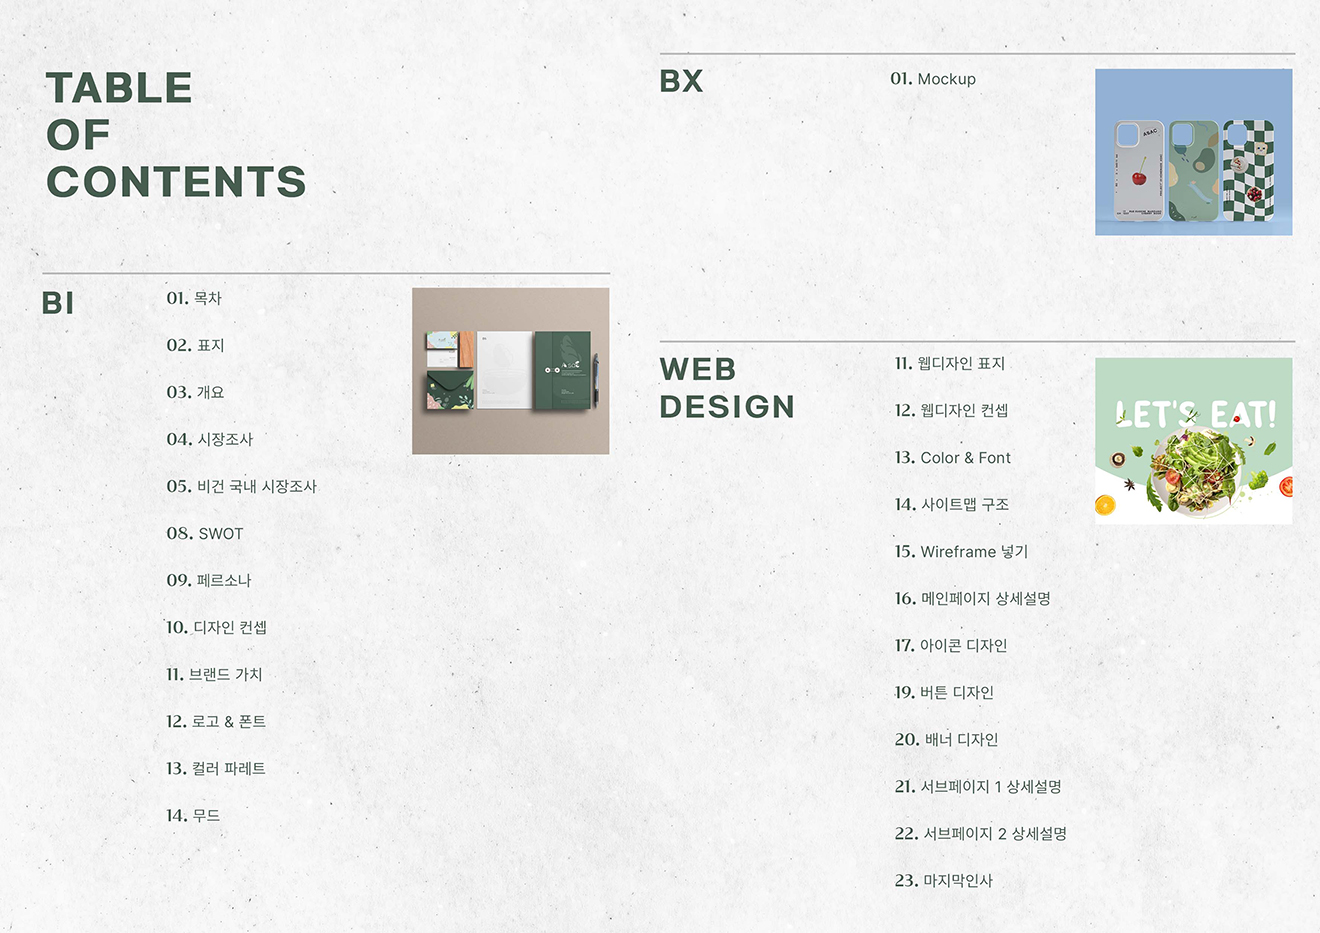 TABLE
OF
CONTENTS
BI
01. 목차
02. 표지
03. 개요
04. 시장조사
05. 비건 국내 시장조사
08. SWOT
09. 페르소나
10. 디자인 컨셉
11. 브랜드 가치
12. 로고 & 폰트
13. 컬러 파레트
14. 무드
BX
01. Mockup
ASAC
WEB
DESIGN
11. 웹디자인 표지
12. 웹디자인 컨셉
13. Color & Font
14. 사이트맵 구조
15. Wireframe 넣기
16. 메인페이지 상세설명
17. 아이콘 디자인
19. 버튼 디자인
20. 배너 디자인
21. 서브페이지 1 상세설명
22. 서브페이지 2 상세설명
23. 마지막인사
LET'S EAT!